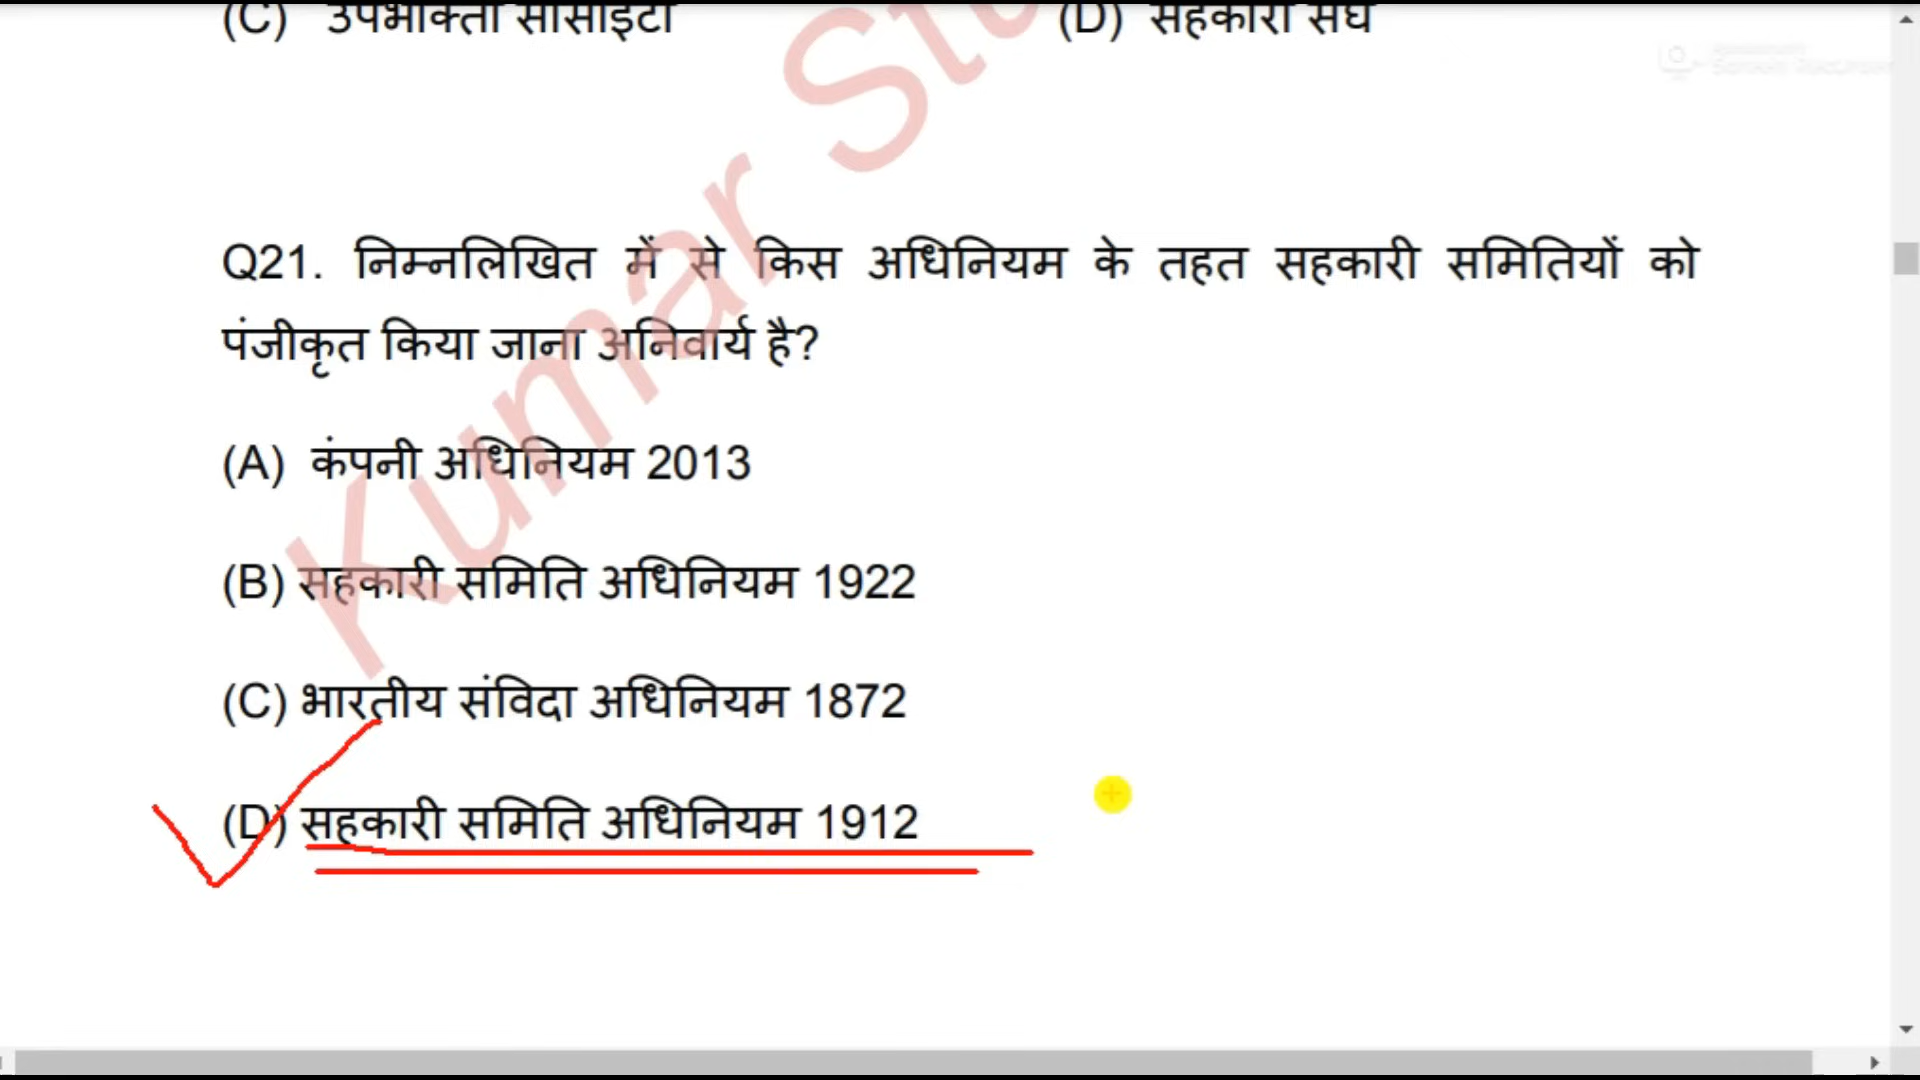 (C) उपभोक्ता सोसाइटी (D) सहकारी संघ
Q21. निम्नलिखित में से किस अधिनियम के तहत सहकारी समितियों को
पंजीकृत किया जाना अनिवार्य है?
(A) कंपनी अधिनियम 2013
(B) सहकारी समिति अधिनियम 1922
(C) भारतीय संविदा अधिनियम 1872
(D) सहकारी समिति अधिनियम 1912
Kumar